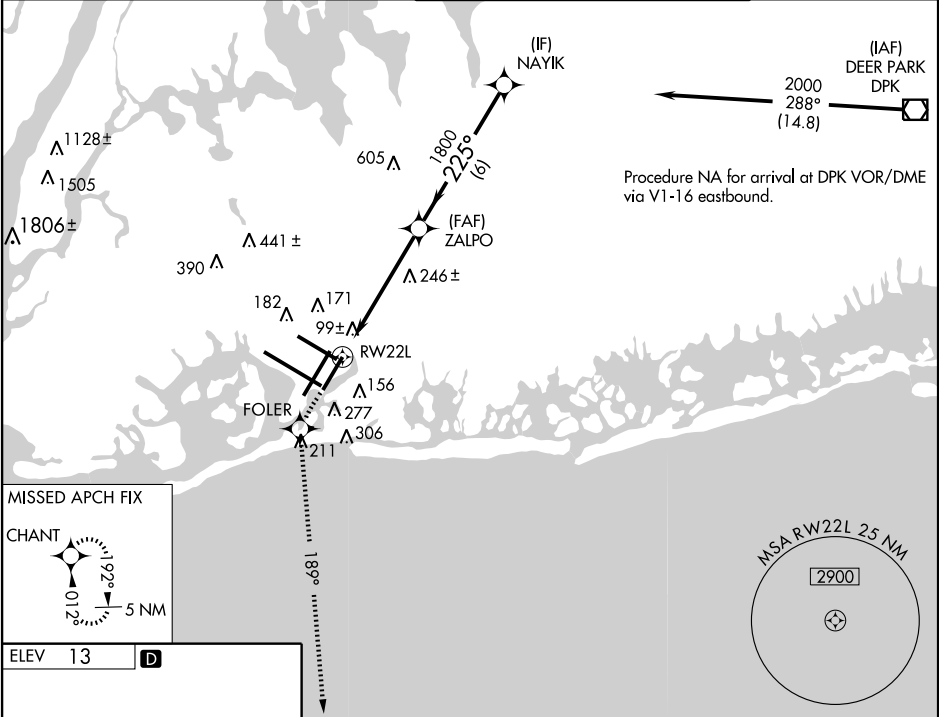 (IF)
NAYIK
(IAF)
DEER PARK
DPK
2000
288°
(14.8)
1128±
1505
1806±
605
1800
225°
(6)
Procedure NA for arrival at DPK VOR/DME
via V1-16 eastbound.
(FAF)
ZALPO
441±
390
246±
182
171
99±
RW22L
156
FOLER
277
306
211
MISSED APCH FIX
CHANT
192°
012°
5 NM
189°
MSA RW22L 25 NM
2900
ELEV 13
D